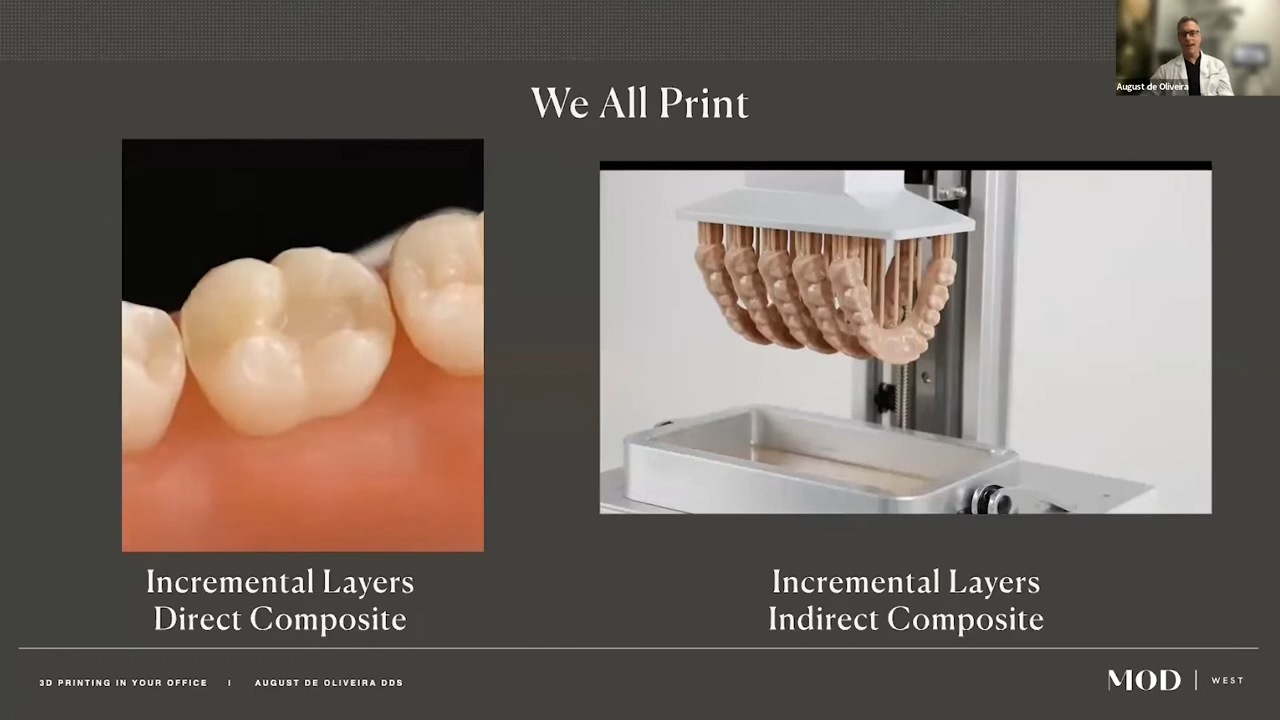 August de Oliveira
We All Print
Incremental Layers
Direct Composite
Incremental Layers
Indirect Composite
3D PRINTING IN YOUR OFFICE | AUGUST DE OLIVEIRA DDS
MOD | WEST